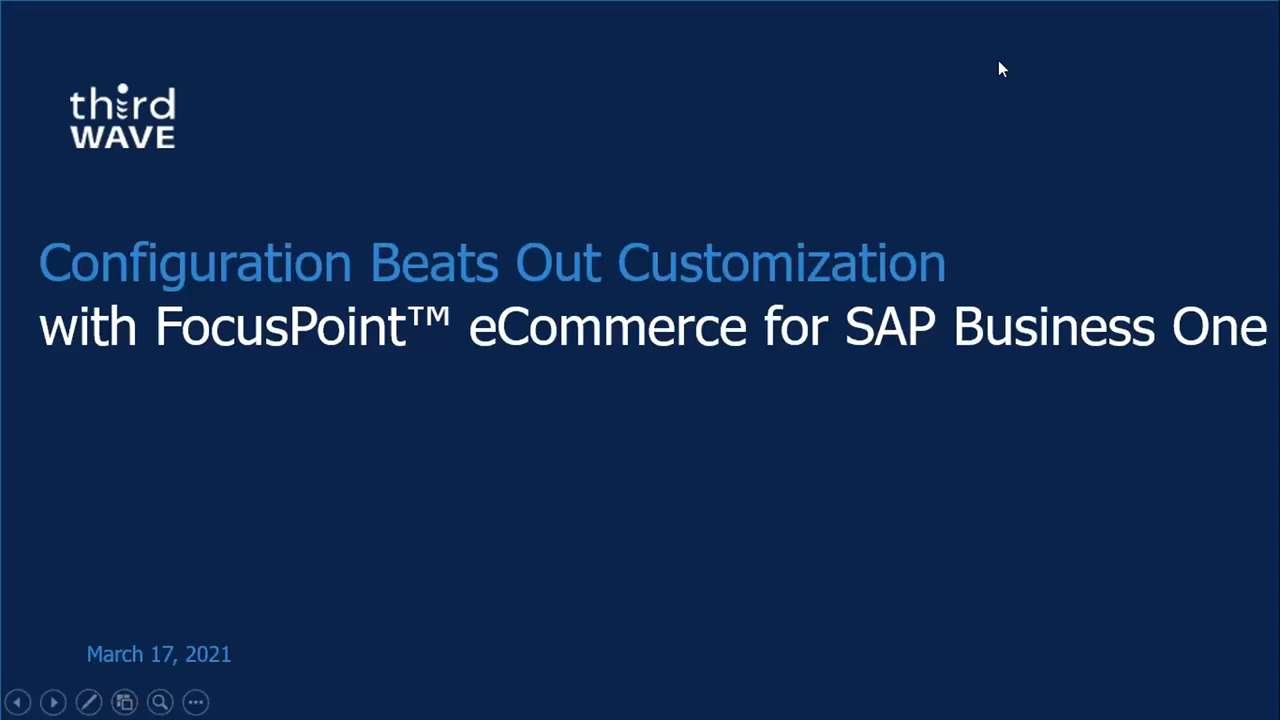 third
WAVE
Configuration Beats Out Customization
with FocusPoint™ eCommerce for SAP Business One
March 17, 2021